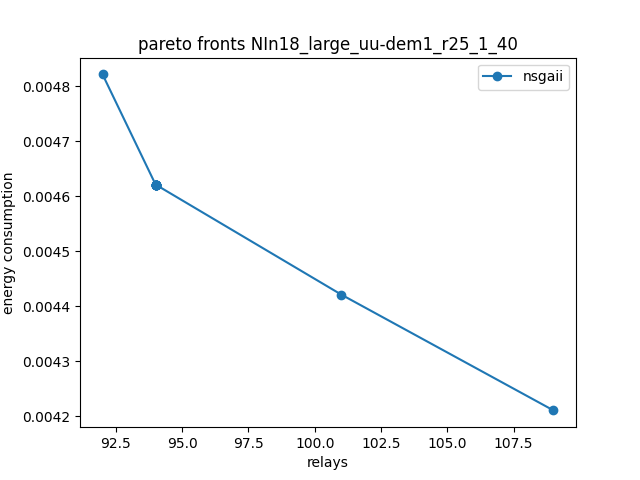 pareto fronts NIn18_large_uu-dem1_r25_1_40
nsgaii
0.0048
0.0047
0.0046
0.0045
0.0044
0.0043
0.0042
energy consumption
92.5 95.0 97.5 100.0 102.5 105.0 107.5
relays